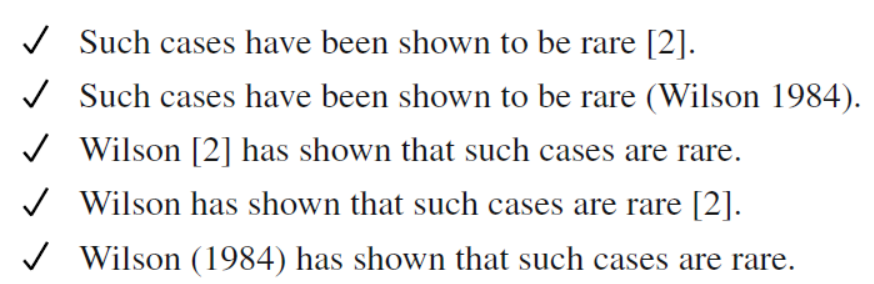 ✓ Such cases have been shown to be rare [2].
✓ Such cases have been shown to be rare (Wilson 1984).
✓ Wilson [2] has shown that such cases are rare.
✓ Wilson has shown that such cases are rare [2].
✓ Wilson (1984) has shown that such cases are rare.